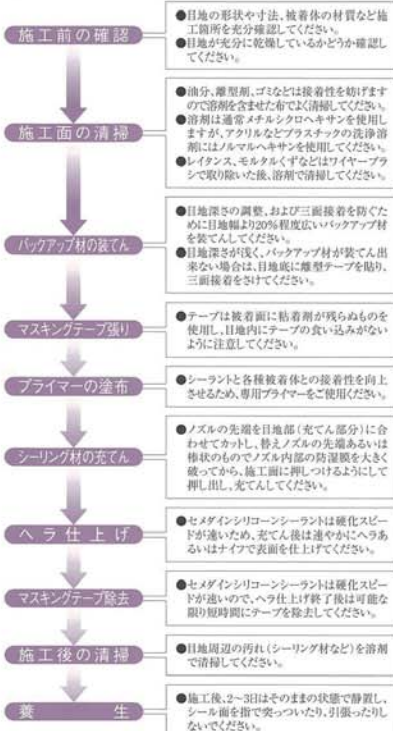 施工前の確認
●目地の形状や寸法、被着体の材質など施
工箇所を充分確認してください。
●目地が充分に乾燥しているかどうか確認し
てください。
施工面の清掃
●油分、離型剤、ゴミなどは接着性を妨げます
ので溶剤を含ませた布でよく清掃してください。
●溶剤は通常メチルシクロヘキサンを使用し
ますが、アクリルなどプラスチックの洗浄溶
剤にはノルマルヘキサンを使用してください。
●レイタンス、モルタルくずなどはワイヤーブラ
シで取り除いた後、溶剤で清掃してください。
バックアップ材の装てん
●目地深さの調整、および三面接着を防ぐた
めに目地幅より20％程度広いバックアップ材
を装てんしてください。
●目地深さが浅く、バックアップ材が装てん出
来ない場合は、目地底に離型テープを貼り、
三面接着をさけてください。
マスキングテープ張り
●テープは被着面に粘着剤が残らぬものを
使用し、目地内にテープの食い込みがない
ように注意してください。
プライマーの塗布
●シーラントと各種被着体との接着性を向上
させるため、専用プライマーをご使用ください。
シーリング材の充てん
●ノズルの先端を目地部（充てん部分）に合
わせてカットし、替えノズルの先端あるいは
棒状のものでノズル内部の防湿膜を大きく
破ってから、施工面に押しつけるようにして
押し出し、充てんしてください。
ヘラ仕上げ
●セメダインシリコーンシーラントは硬化スピー
ドが速いため、充てん後は速やかにヘラあ
るいはナイフで表面を仕上げてください。
マスキングテープ除去
●セメダインシリコーンシーラントは硬化スピー
ドが速いので、ヘラ仕上げ終了後は可能な
限り短時間にテープを除去してください。
施工後の清掃
●目地周辺の汚れ（シーリング材など）を溶剤
で清掃してください。
養生
●施工後、2〜3日はそのままの状態で静置し、
シール面を指で突っついたり、引張ったりし
ないでください。